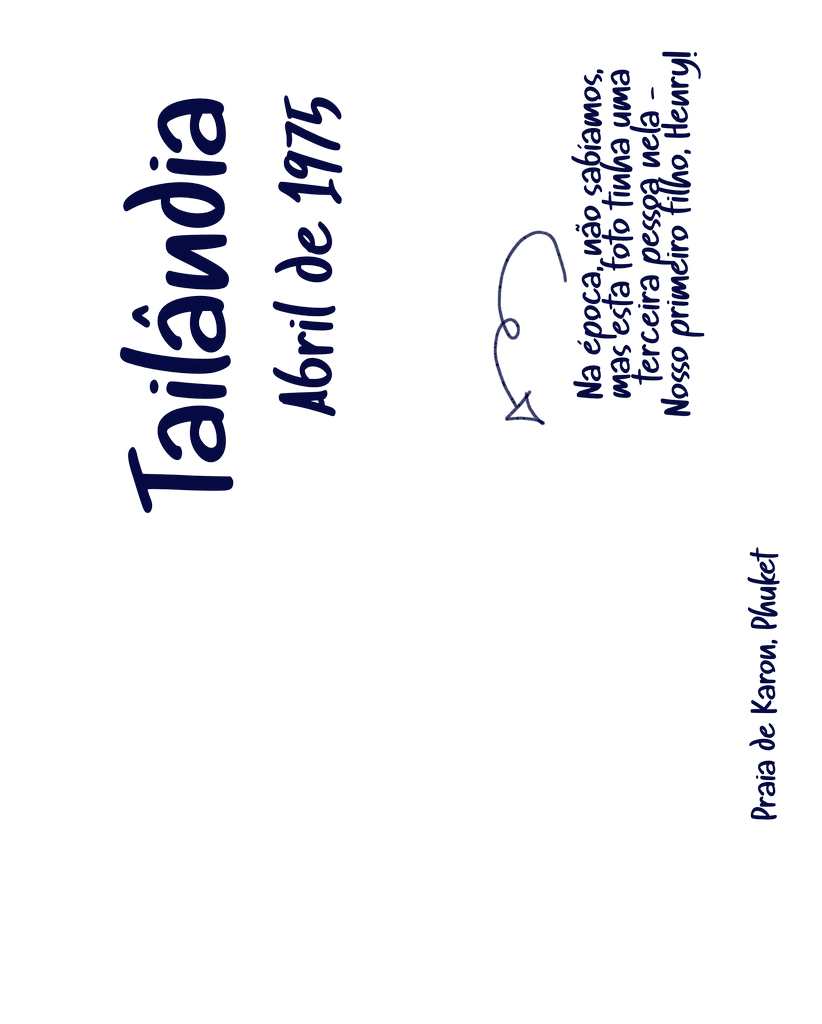 Tailândia
Abril de 1975
Na época, não sabíamos,
mas esta foto tinha uma
terceira pessoa nela -
Nosso primeiro filho, Henry!
Praia de Karon, Phuket